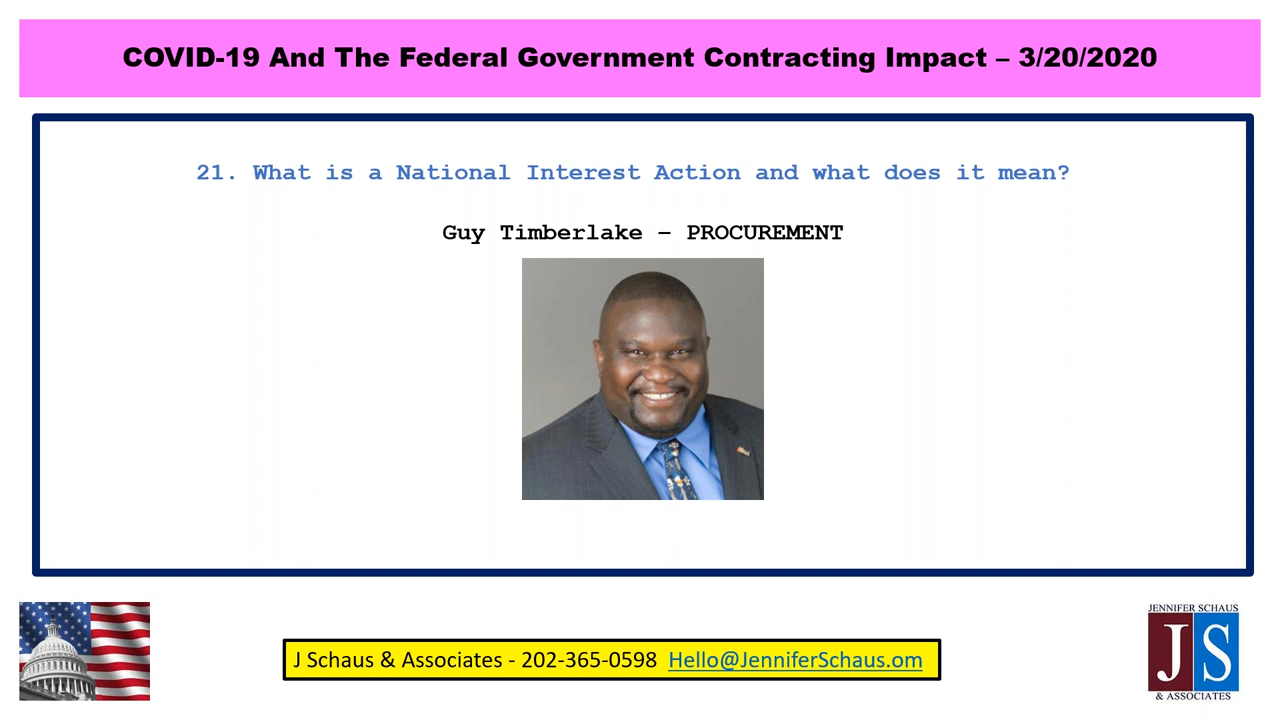 COVID-19 And The Federal Government Contracting Impact – 3/20/2020
21. What is a National Interest Action and what does it mean?
Guy Timberlake – PROCUREMENT
J Schaus & Associates - 202-365-0598 Hello@JenniferSchaus.om
JENNIFER SCHAUS
JS
& ASSOCIATES